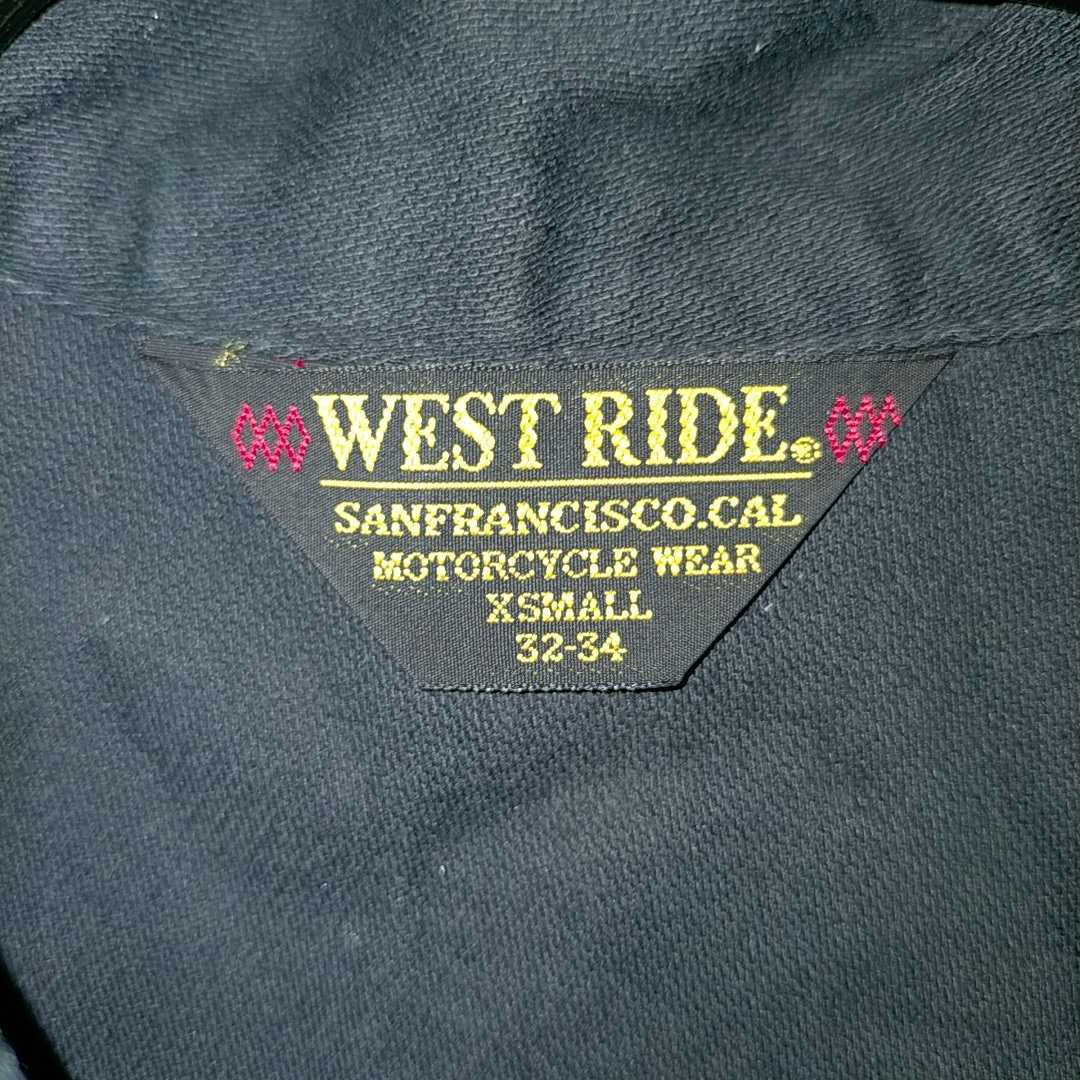 WEST RIDE.®
SANFRANCISCO.CAL
MOTORCYCLE WEAR
XSMALL
32-34